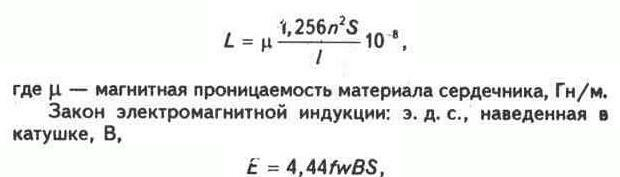 L = μ 1,256n²S / l 10⁻⁸,
где μ — магнитная проницаемость материала сердечника, Гн/м.
Закон электромагнитной индукции: э. д. с., наведенная в
катушке, В,
E = 4,44fwBS,